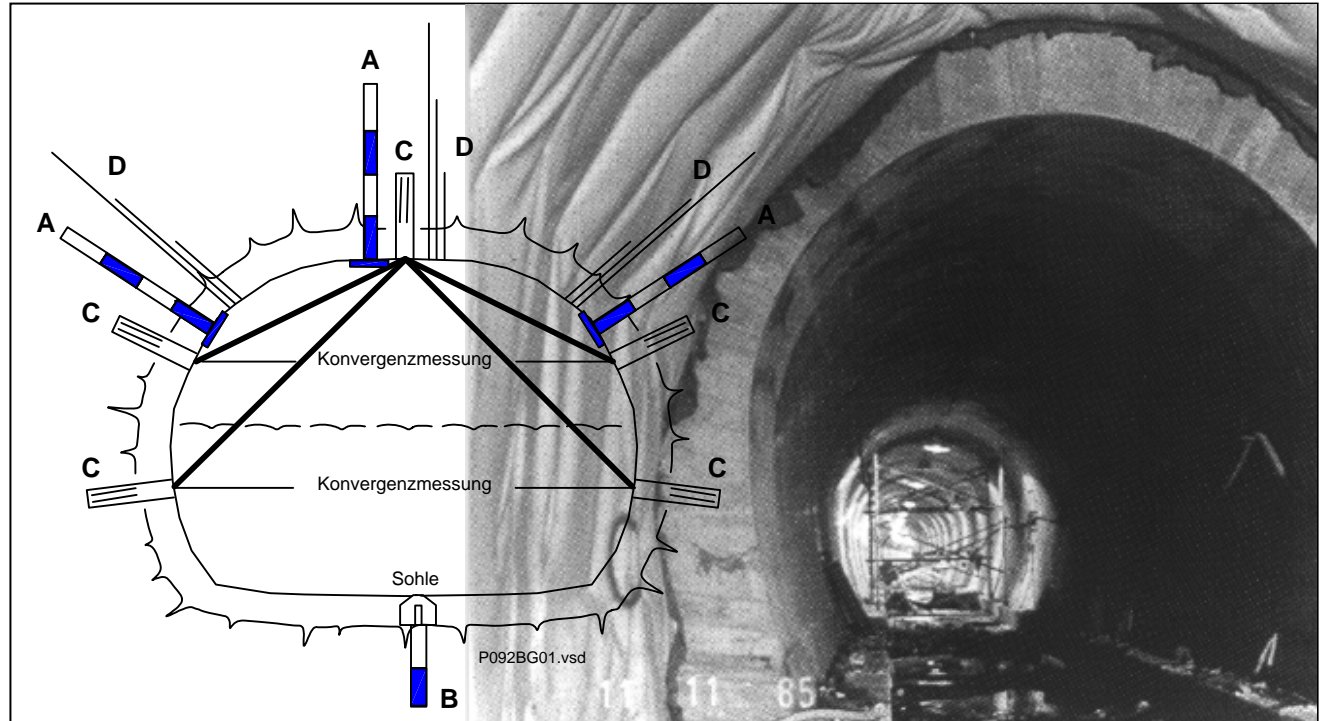 A
C
D
D
D
A
A
C
C
Konvergenzmessung
C
C
Konvergenzmessung
Sohle
P092BG01.vsd
B
11 11 85